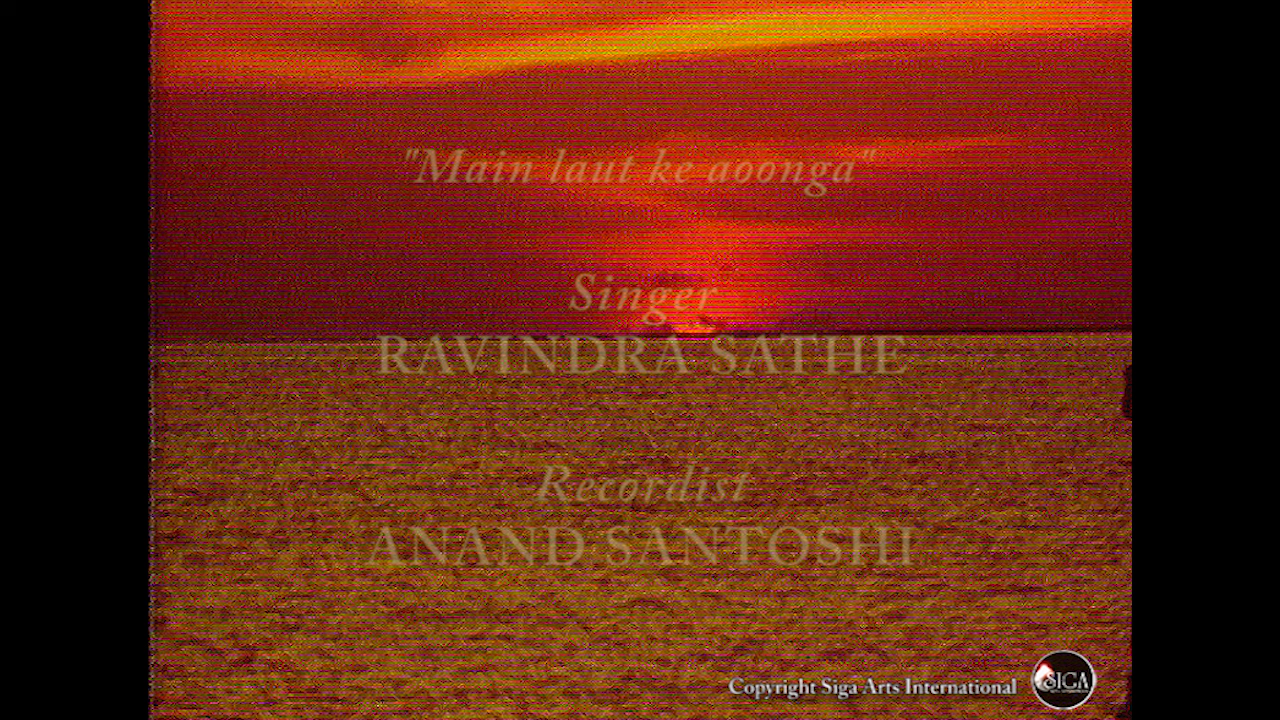 "Main laut ke aoonga"
Singer
RAVINDRA SATHE
Recordist
ANAND SANTOSHI
Copyright Siga Arts International
SIGA